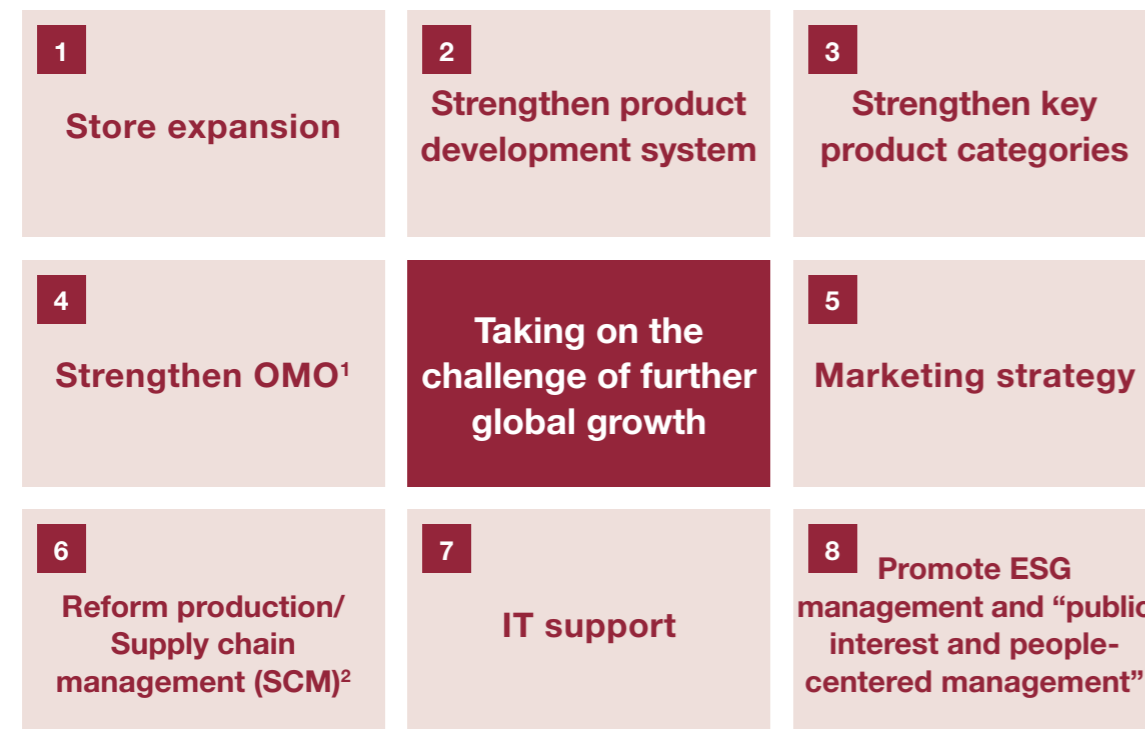 1
Store expansion
2
Strengthen product
development system
3
Strengthen key
product categories
4
Strengthen OMO¹
Taking on the
challenge of further
global growth
5
Marketing strategy
6
Reform production/
Supply chain
management (SCM)²
7
IT support
8
Promote ESG
management and “public
interest and people-
centered management”